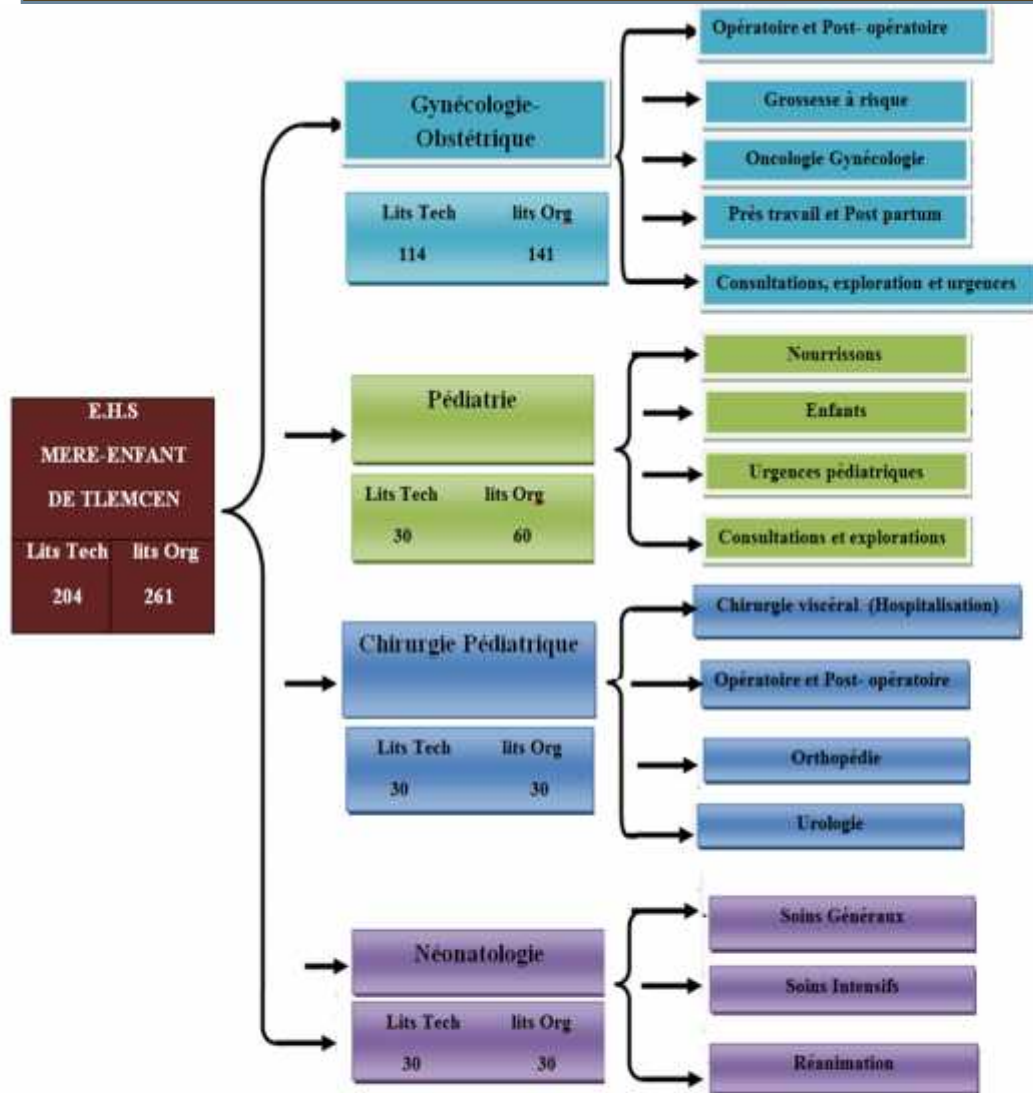 E.H.S
MERE-ENFANT
DE TLEMCEN
Lits Tech lits Org
204 261
Gynécologie-
Obstétrique
Lits Tech lits Org
114 141
Opératoire et Post- opératoire
Grossesse à risque
Oncologie Gynécologie
Près travail et Post partum
Consultations, exploration et urgences
Pédiatrie
Lits Tech lits Org
30 60
Nourrissons
Enfants
Urgences pédiatriques
Consultations et explorations
Chirurgie Pédiatrique
Lits Tech lits Org
30 30
Chirurgie viscéral (Hospitalisation)
Opératoire et Post- opératoire
Orthopédie
Urologie
Néonatologie
Lits Tech lits Org
30 30
Soins Généraux
Soins Intensifs
Réanimation